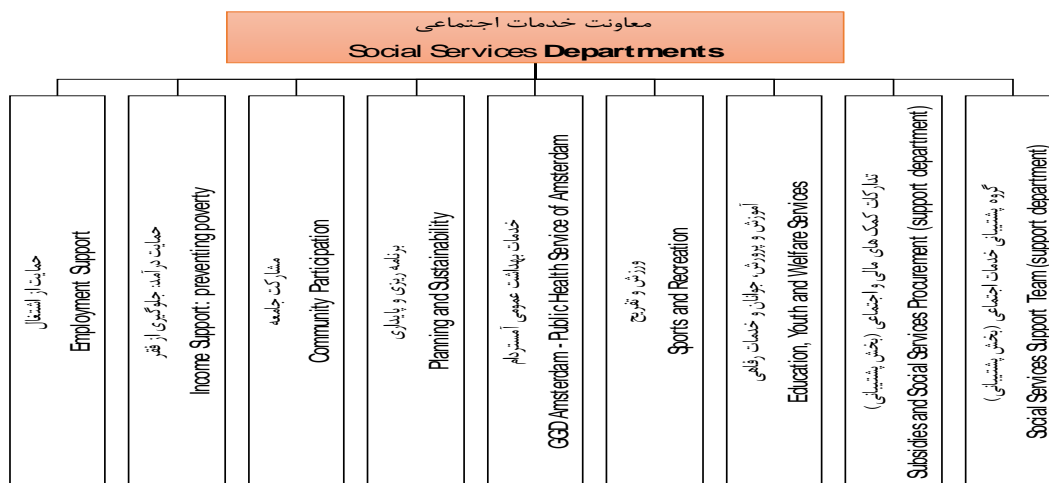 معاونت خدمات اجتماعی
Social Services Departments
حمایت از اشتغال
Employment Support
حمایت درآمد: جلوگیری از فقر
Income Support: preventing poverty
مشارکت جامعه
Community Participation
برنامه ریزی و پایداری
Planning and Sustainability
خدمات بهداشت عمومی آمستردام
GGD Amsterdam - Public Health Service of Amsterdam
ورزش و تفریح
Sports and Recreation
آموزش و پرورش، جوانان و خدمات رفاهی
Education, Youth and Welfare Services
تدارکات کمک های مالی و اجتماعی (بخش پشتیبانی)
Subsidies and Social Services Procurement (support department)
گروه پشتیبانی خدمات اجتماعی (بخش پشتیبانی)
Social Services Support Team (support department)